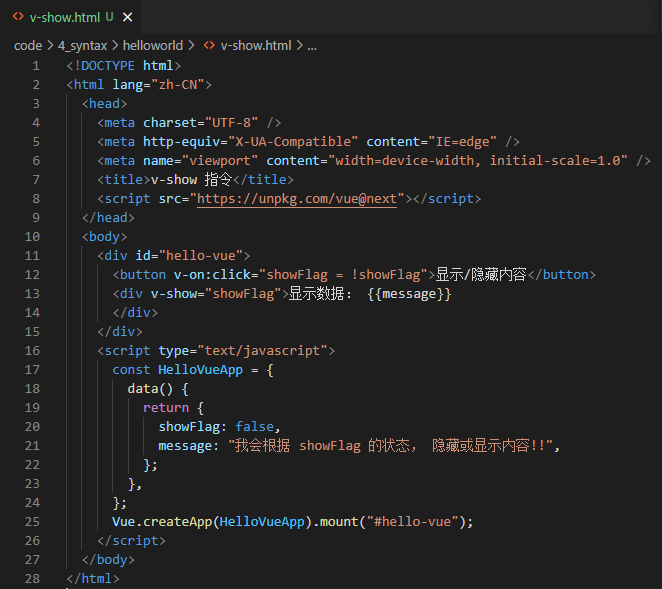 v-show.html U ×
code > 4_syntax > helloworld > v-show.html > ...
1 <!DOCTYPE html>
2 <html lang="zh-CN">
3 <head>
4 <meta charset="UTF-8" />
5 <meta http-equiv="X-UA-Compatible" content="IE=edge" />
6 <meta name="viewport" content="width=device-width, initial-scale=1.0" />
7 <title>v-show 指令</title>
8 <script src="https://unpkg.com/vue@next"></script>
9 </head>
10 <body>
11 <div id="hello-vue">
12 <button v-on:click="showFlag = !showFlag">显示/隐藏内容</button>
13 <div v-show="showFlag">显示数据： {{message}}
14 </div>
15 </div>
16 <script type="text/javascript">
17 const HelloVueApp = {
18 data() {
19 return {
20 showFlag: false,
21 message: "我会根据 showFlag 的状态， 隐藏或显示内容!!",
22 };
23 },
24 };
25 Vue.createApp(HelloVueApp).mount("#hello-vue");
26 </script>
27 </body>
28 </html>